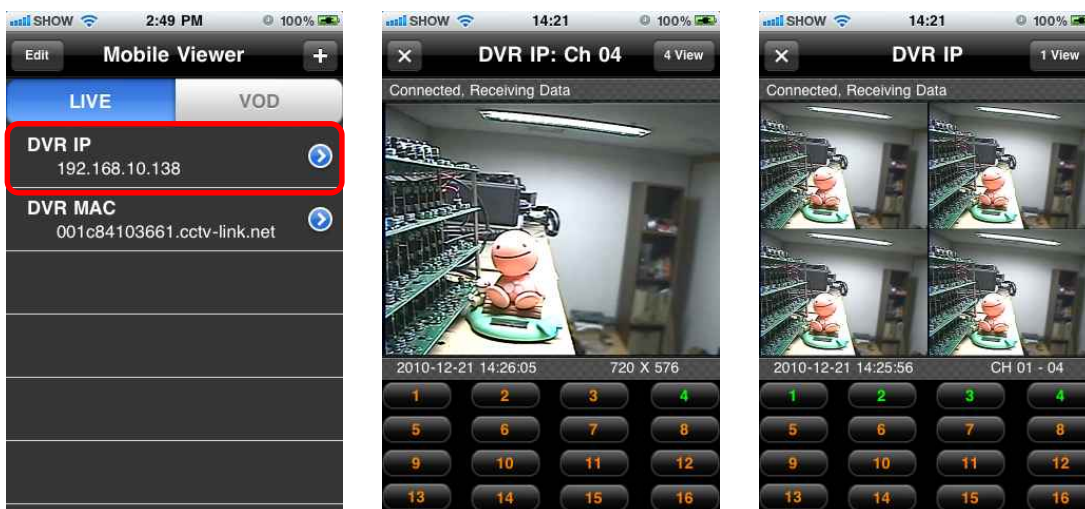 SHOW 2:49 PM 100%
Edit Mobile Viewer +
LIVE VOD
DVR IP
192.168.10.138
DVR MAC
001c84103661.cctv-link.net
SHOW 14:21 100%
× DVR IP: Ch 04 4 View
Connected, Receiving Data
2010-12-21 14:26:05 720 X 576
1 2 3 4
5 6 7 8
9 10 11 12
13 14 15 16
SHOW 14:21 100%
× DVR IP 1 View
Connected, Receiving Data
2010-12-21 14:25:56 CH 01 - 04
1 2 3 4
5 6 7 8
9 10 11 12
13 14 15 16